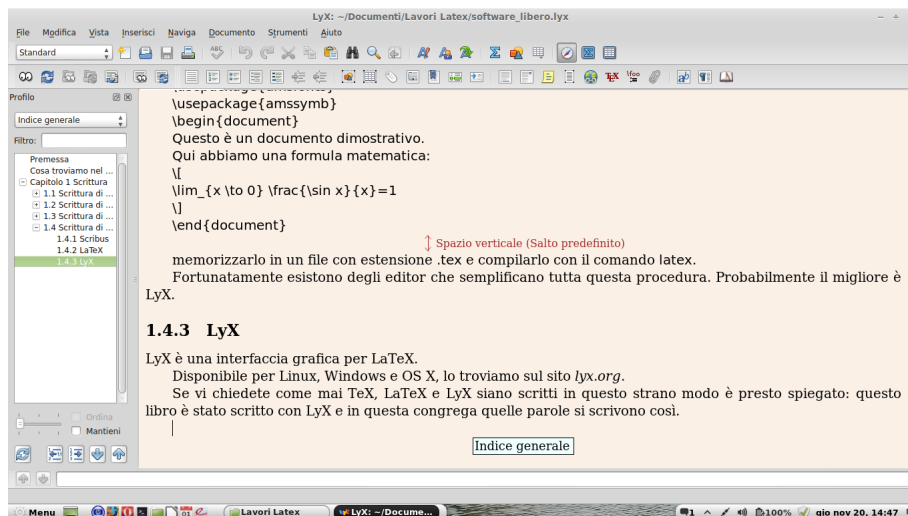 LyX: ~/Documenti/Lavori Latex/software_libero.lyx
File Modifica Vista Inserisci Naviga Documento Strumenti Aiuto
Standard
Profilo
Indice generale
Filtro:
Premessa
Cosa troviamo nel ...
Capitolo 1 Scrittura
1.1 Scrittura di ...
1.2 Scrittura di ...
1.3 Scrittura di ...
1.4 Scrittura di ...
1.4.1 Scribus
1.4.2 LaTeX
1.4.3 LyX
Ordina
Mantieni
\usepackage{amssymb}
\begin{document}
Questo è un documento dimostrativo.
Qui abbiamo una formula matematica:
\[
\lim_{x \to 0} \frac{\sin x}{x}=1
\]
\end{document}
Spazio verticale (Salto predefinito)
memorizzarlo in un file con estensione .tex e compilarlo con il comando latex.
Fortunatamente esistono degli editor che semplificano tutta questa procedura. Probabilmente il migliore è
LyX.
1.4.3 LyX
LyX è una interfaccia grafica per LaTeX.
Disponibile per Linux, Windows e OS X, lo troviamo sul sito lyx.org.
Se vi chiedete come mai TeX, LaTeX e LyX siano scritti in questo strano modo è presto spiegato: questo
libro è stato scritto con LyX e in questa congrega quelle parole si scrivono così.
Indice generale
Menu
Lavori Latex
LyX: ~/Docume...
1
100%
gio nov 20, 14:47